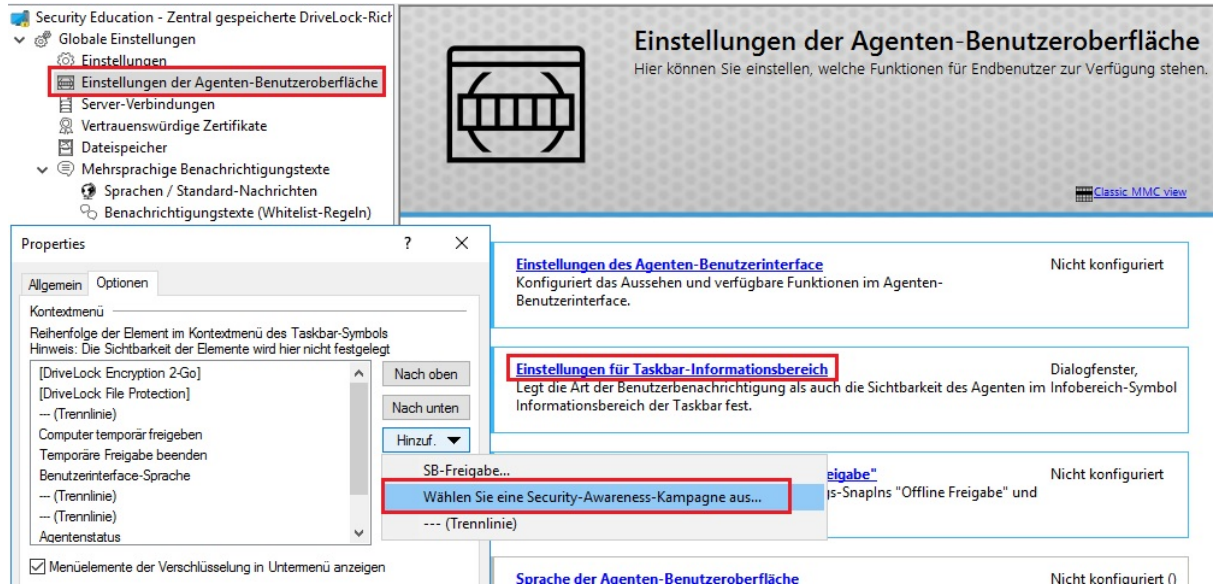 Security Education - Zentral gespeicherte DriveLock-Rich
Globale Einstellungen
Einstellungen
Einstellungen der Agenten-Benutzeroberfläche
Server-Verbindungen
Vertrauenswürdige Zertifikate
Dateispeicher
Mehrsprachige Benachrichtigungstexte
Sprachen / Standard-Nachrichten
Benachrichtigungstexte (Whitelist-Regeln)
Einstellungen der Agenten-Benutzeroberfläche
Hier können Sie einstellen, welche Funktionen für Endbenutzer zur Verfügung stehen.
Classic MMC view
Properties ?
Allgemein Optionen
Kontextmenü
Reihenfolge der Element im Kontextmenü des Taskbar-Symbols
Hinweis: Die Sichtbarkeit der Elemente wird hier nicht festgelegt
[DriveLock Encryption 2-Go]
[DriveLock File Protection]
--- (Trennlinie)
Computer temporär freigeben
Temporäre Freigabe beenden
Benutzerinterface-Sprache
--- (Trennlinie)
--- (Trennlinie)
Agentenstatus
Nach oben
Nach unten
Hinzuf.
Menüelemente der Verschlüsselung in Untermenü anzeigen
SB-Freigabe...
Wählen Sie eine Security-Awareness-Kampagne aus...
--- (Trennlinie)
Einstellungen des Agenten-Benutzerinterface Nicht konfiguriert
Konfiguriert das Aussehen und verfügbare Funktionen im Agenten-
Benutzerinterface.
Einstellungen für Taskbar-Informationsbereich Dialogfenster,
Legt die Art der Benutzerbenachrichtigung als auch die Sichtbarkeit des Agenten im Infobereich-Symbol
Informationsbereich der Taskbar fest.
eigabe" Nicht konfiguriert
s-SnapIns "Offline Freigabe" und
Sprache der Agenten-Benutzeroberfläche Nicht konfiguriert ()